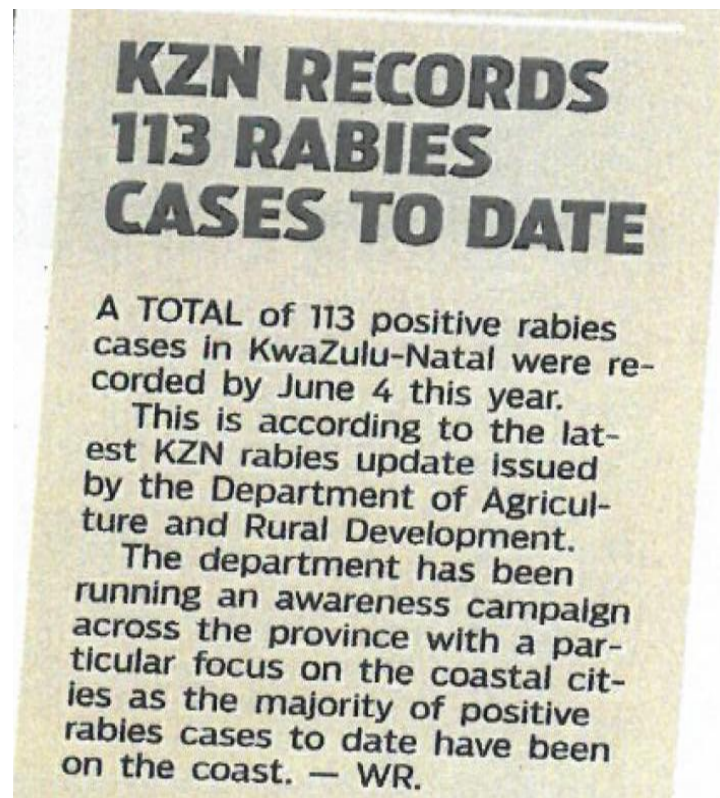 KZN RECORDS
113 RABIES
CASES TO DATE
A TOTAL of 113 positive rabies
cases in KwaZulu-Natal were re-
corded by June 4 this year.
This is according to the lat-
est KZN rabies update issued
by the Department of Agricul-
ture and Rural Development.
The department has been
running an awareness campaign
across the province with a par-
ticular focus on the coastal cit-
ies as the majority of positive
rabies cases to date have been
on the coast. — WR.